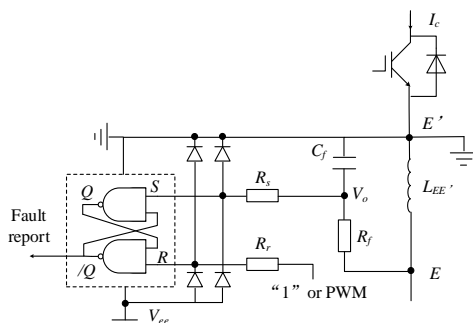 I_c
E'
C_f
L_EE'
Q
S
R_s
V_o
Fault
report
R_f
R_r
/Q
R
E
"1" or PWM
V_ee